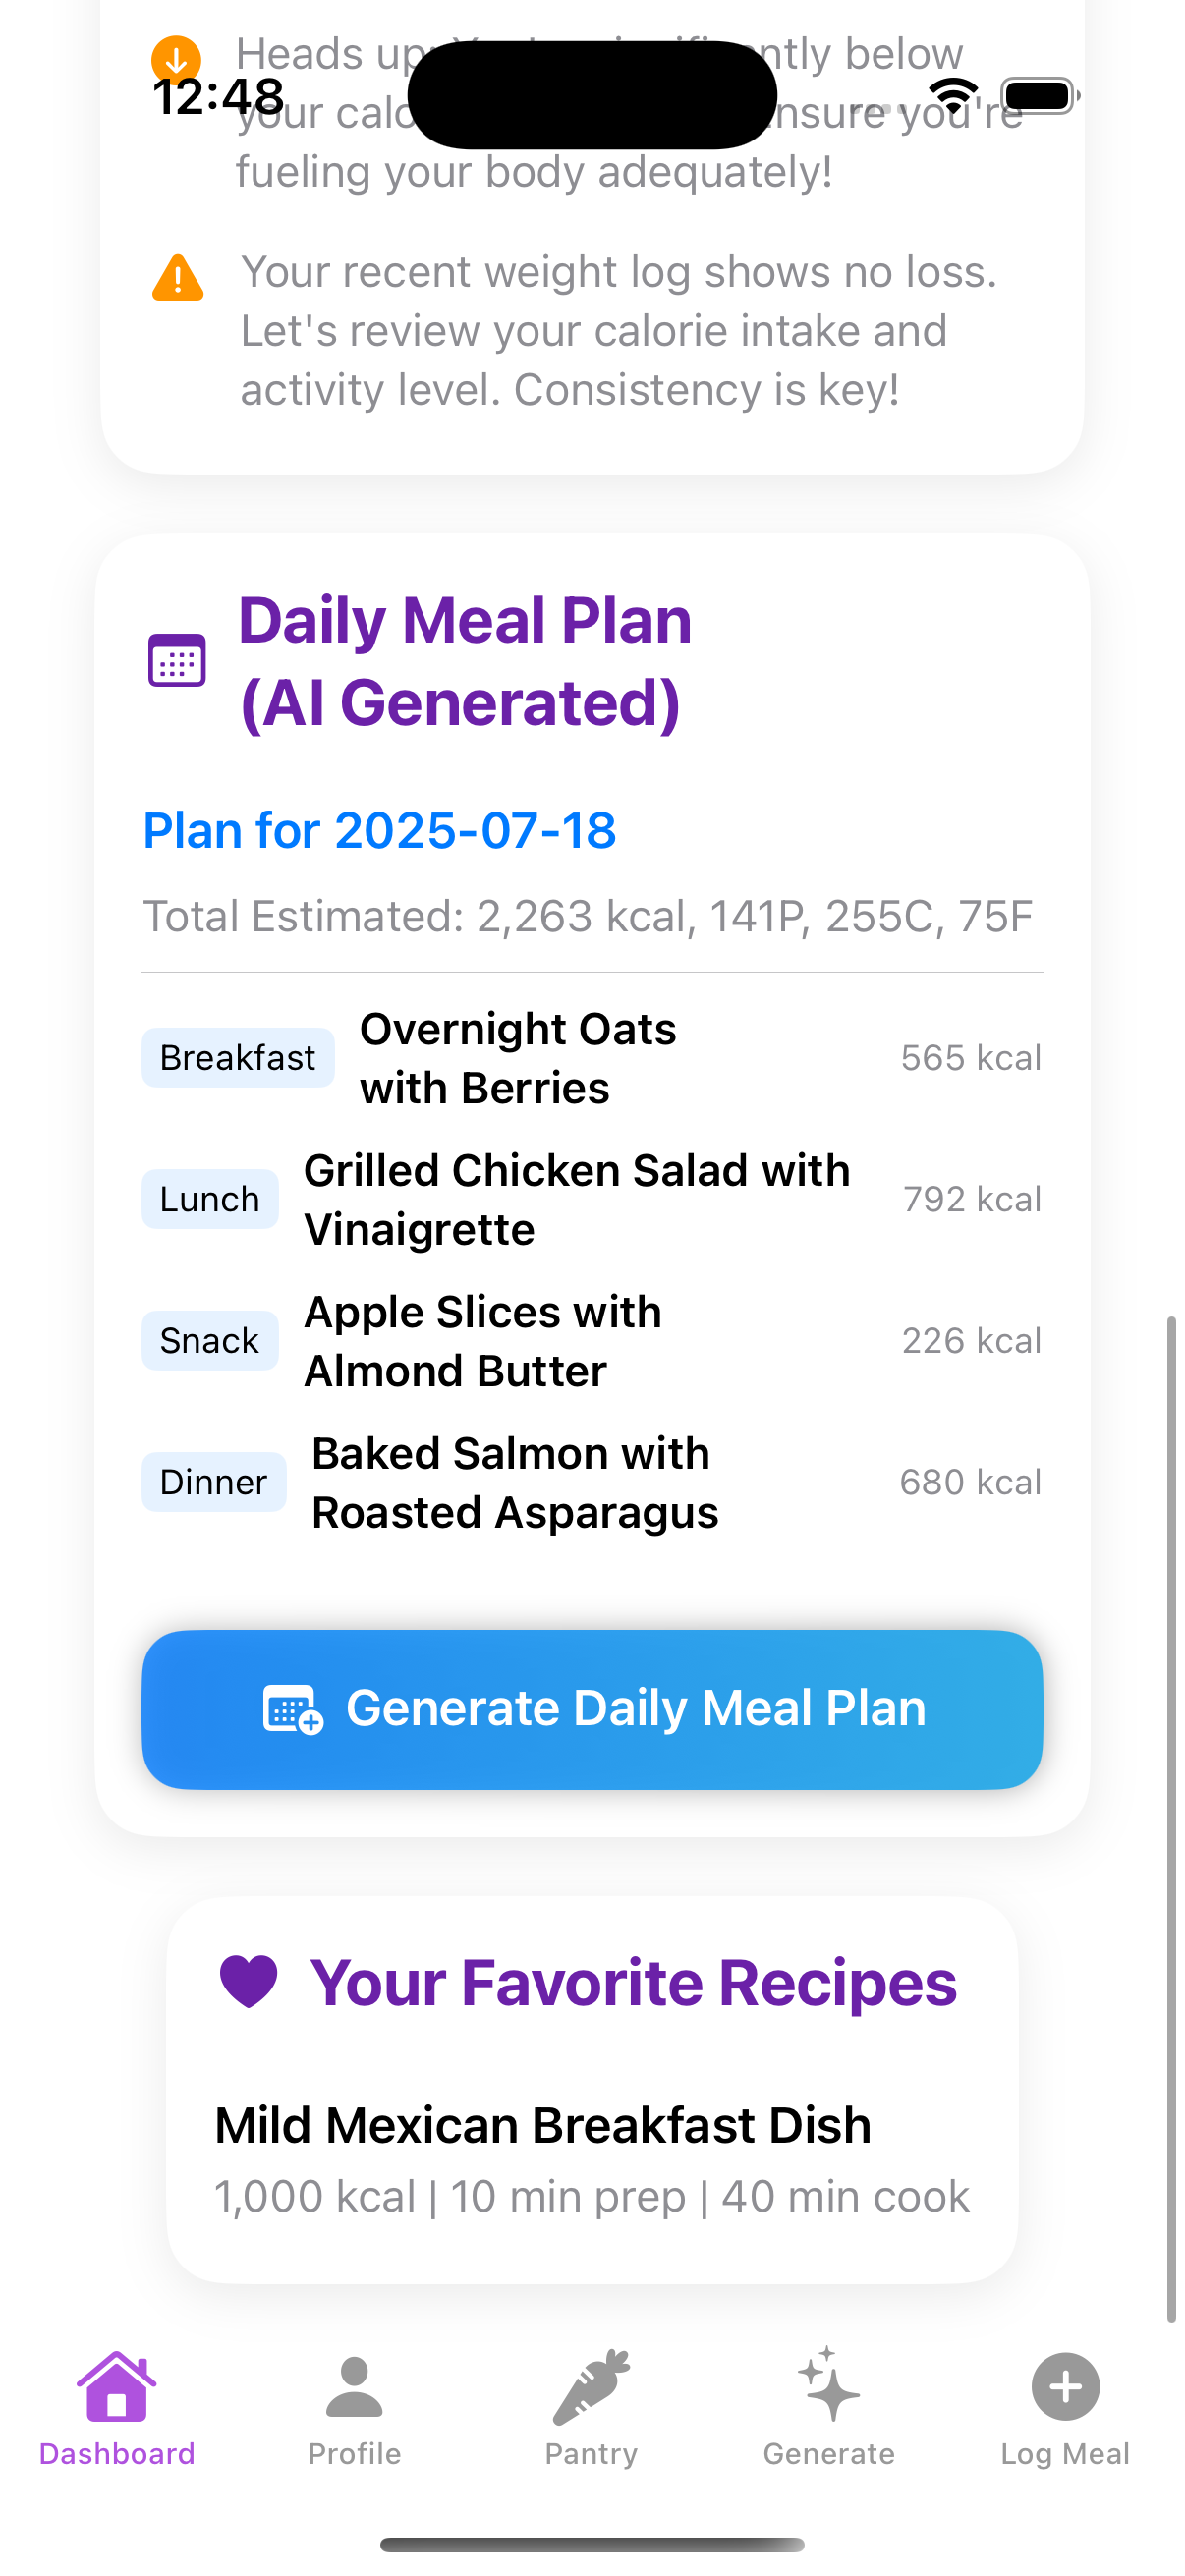 Heads up: ntly below
12:48
your calo nsure you're
fueling your body adequately!
Your recent weight log shows no loss.
Let's review your calorie intake and
activity level. Consistency is key!
Daily Meal Plan
(AI Generated)
Plan for 2025-07-18
Total Estimated: 2,263 kcal, 141P, 255C, 75F
Breakfast
Overnight Oats
with Berries
565 kcal
Lunch
Grilled Chicken Salad with
Vinaigrette
792 kcal
Snack
Apple Slices with
Almond Butter
226 kcal
Dinner
Baked Salmon with
Roasted Asparagus
680 kcal
Generate Daily Meal Plan
Your Favorite Recipes
Mild Mexican Breakfast Dish
1,000 kcal | 10 min prep | 40 min cook
Dashboard
Profile
Pantry
Generate
Log Meal